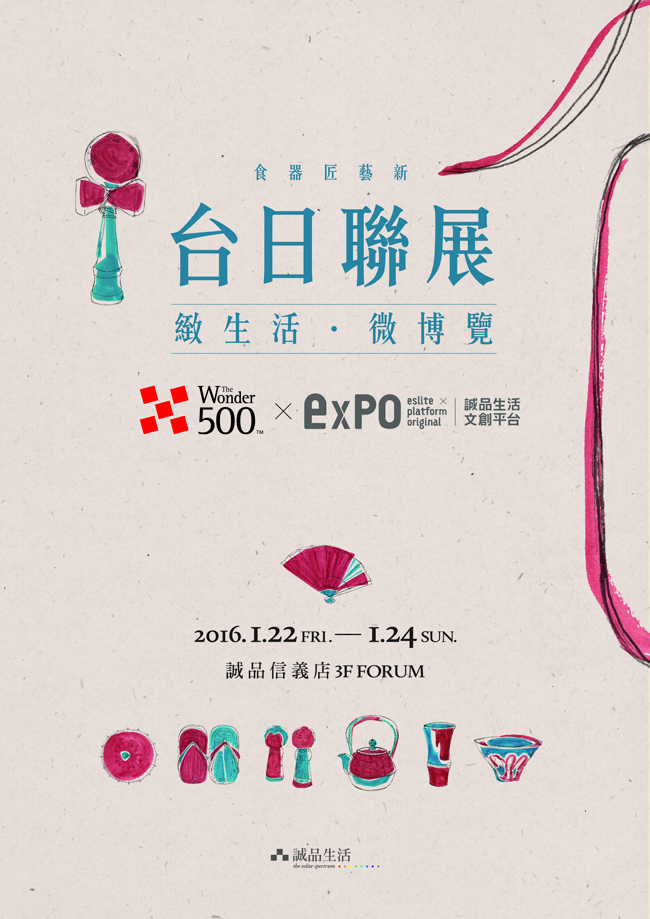 食器匠藝新
台日聯展
緻生活・微博覽
The Wonder 500™ × expo eslite × platform original 誠品生活文創平台
2016. 1.22 FRI. — 1.24 SUN.
誠品信義店 3F FORUM
誠品生活
the eslite spectrum